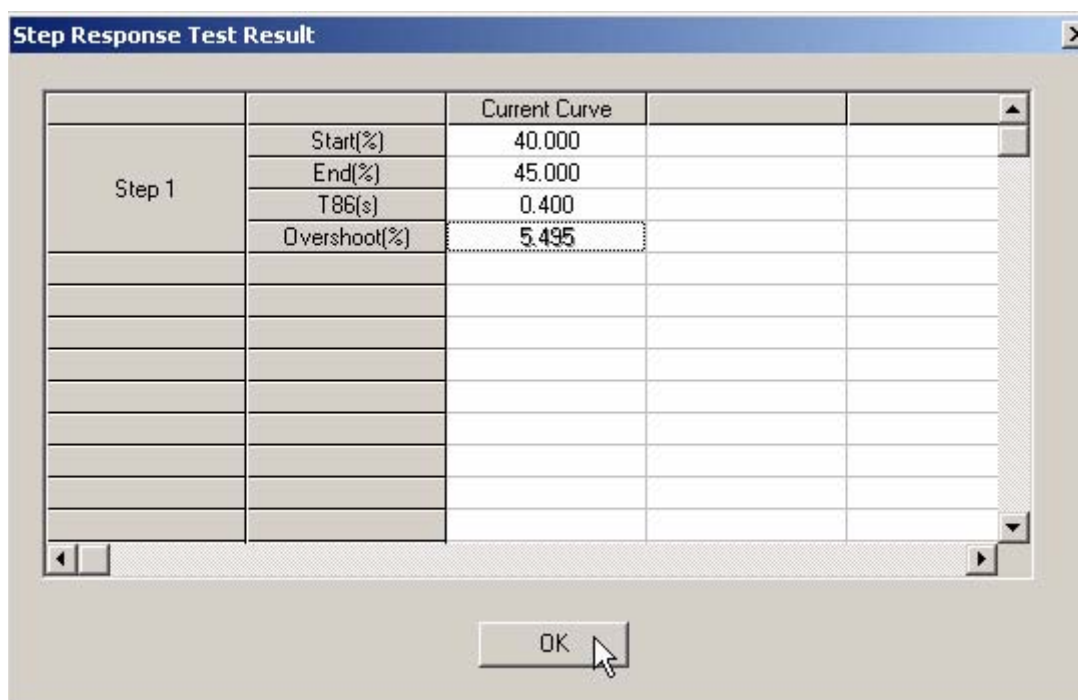 Step Response Test Result
Current Curve
Step 1
Start(%) 40.000
End(%) 45.000
T86(s) 0.400
Overshoot(%) 5.495
OK